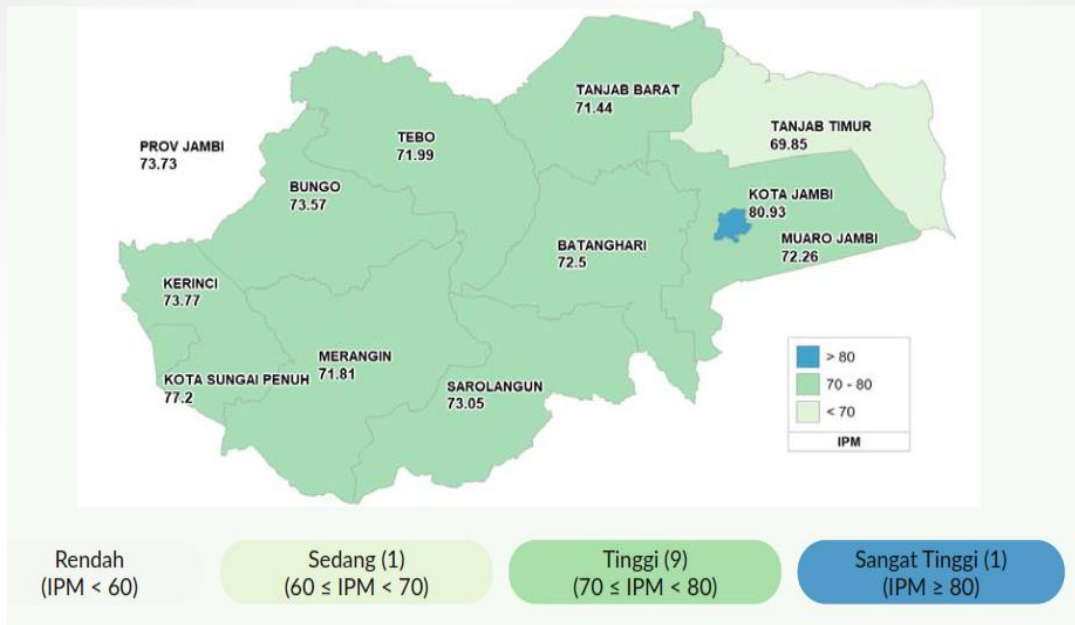 TANJAB BARAT
71.44
TANJAB TIMUR
69.85
TEBO
71.99
PROV JAMBI
73.73
BUNGO
73.57
KOTA JAMBI
80.93
BATANGHARI
72.5
MUARO JAMBI
72.26
KERINCI
73.77
MERANGIN
71.81
KOTA SUNGAI PENUH
77.2
SAROLANGUN
73.05
> 80
70 - 80
< 70
IPM
Rendah
(IPM < 60)
Sedang (1)
(60 ≤ IPM < 70)
Tinggi (9)
(70 ≤ IPM < 80)
Sangat Tinggi (1)
(IPM ≥ 80)